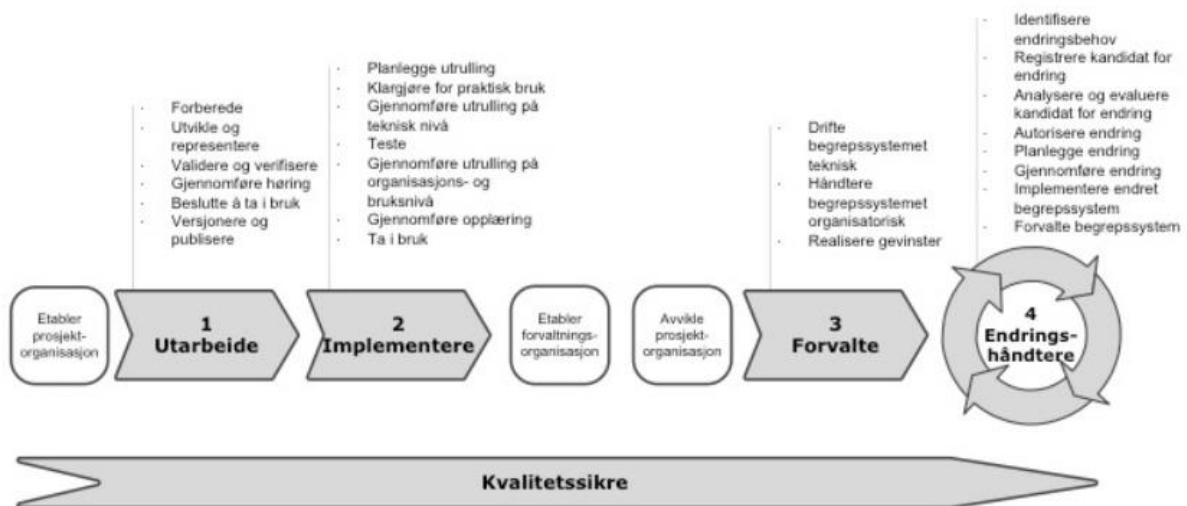 · Forberede
· Utvikle og
representere
· Validere og verifisere
· Gjennomføre høring
· Beslutte å ta i bruk
· Versjonere og
publisere
· Planlegge utrulling
· Klargjøre for praktisk bruk
· Gjennomføre utrulling på
teknisk nivå
· Teste
· Gjennomføre utrulling på
organisasjons- og
bruksnivå
· Gjennomføre opplæring
· Ta i bruk
· Drifte
begrepssystemet
teknisk
· Håndtere
begrepssystemet
organisatorisk
· Realisere gevinster
· Identifisere
endringsbehov
· Registrere kandidat for
endring
· Analysere og evaluere
kandidat for endring
· Autorisere endring
· Planlegge endring
· Gjennomføre endring
· Implementere endret
begrepssystem
· Forvalte begrepssystem
Etabler
prosjekt-
organisasjon
1
Utarbeide
2
Implementere
Etabler
forvaltnings-
organisasjon
Avvikle
prosjekt-
organisasjon
3
Forvalte
4
Endrings-
håndtere
Kvalitetssikre